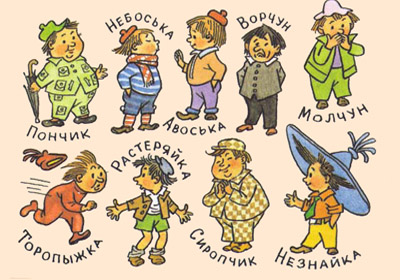 Небоська
Ворчун
Пончик
Авоська
Молчун
Растеряйка
Торопыжка
Сиропчик
Незнайка